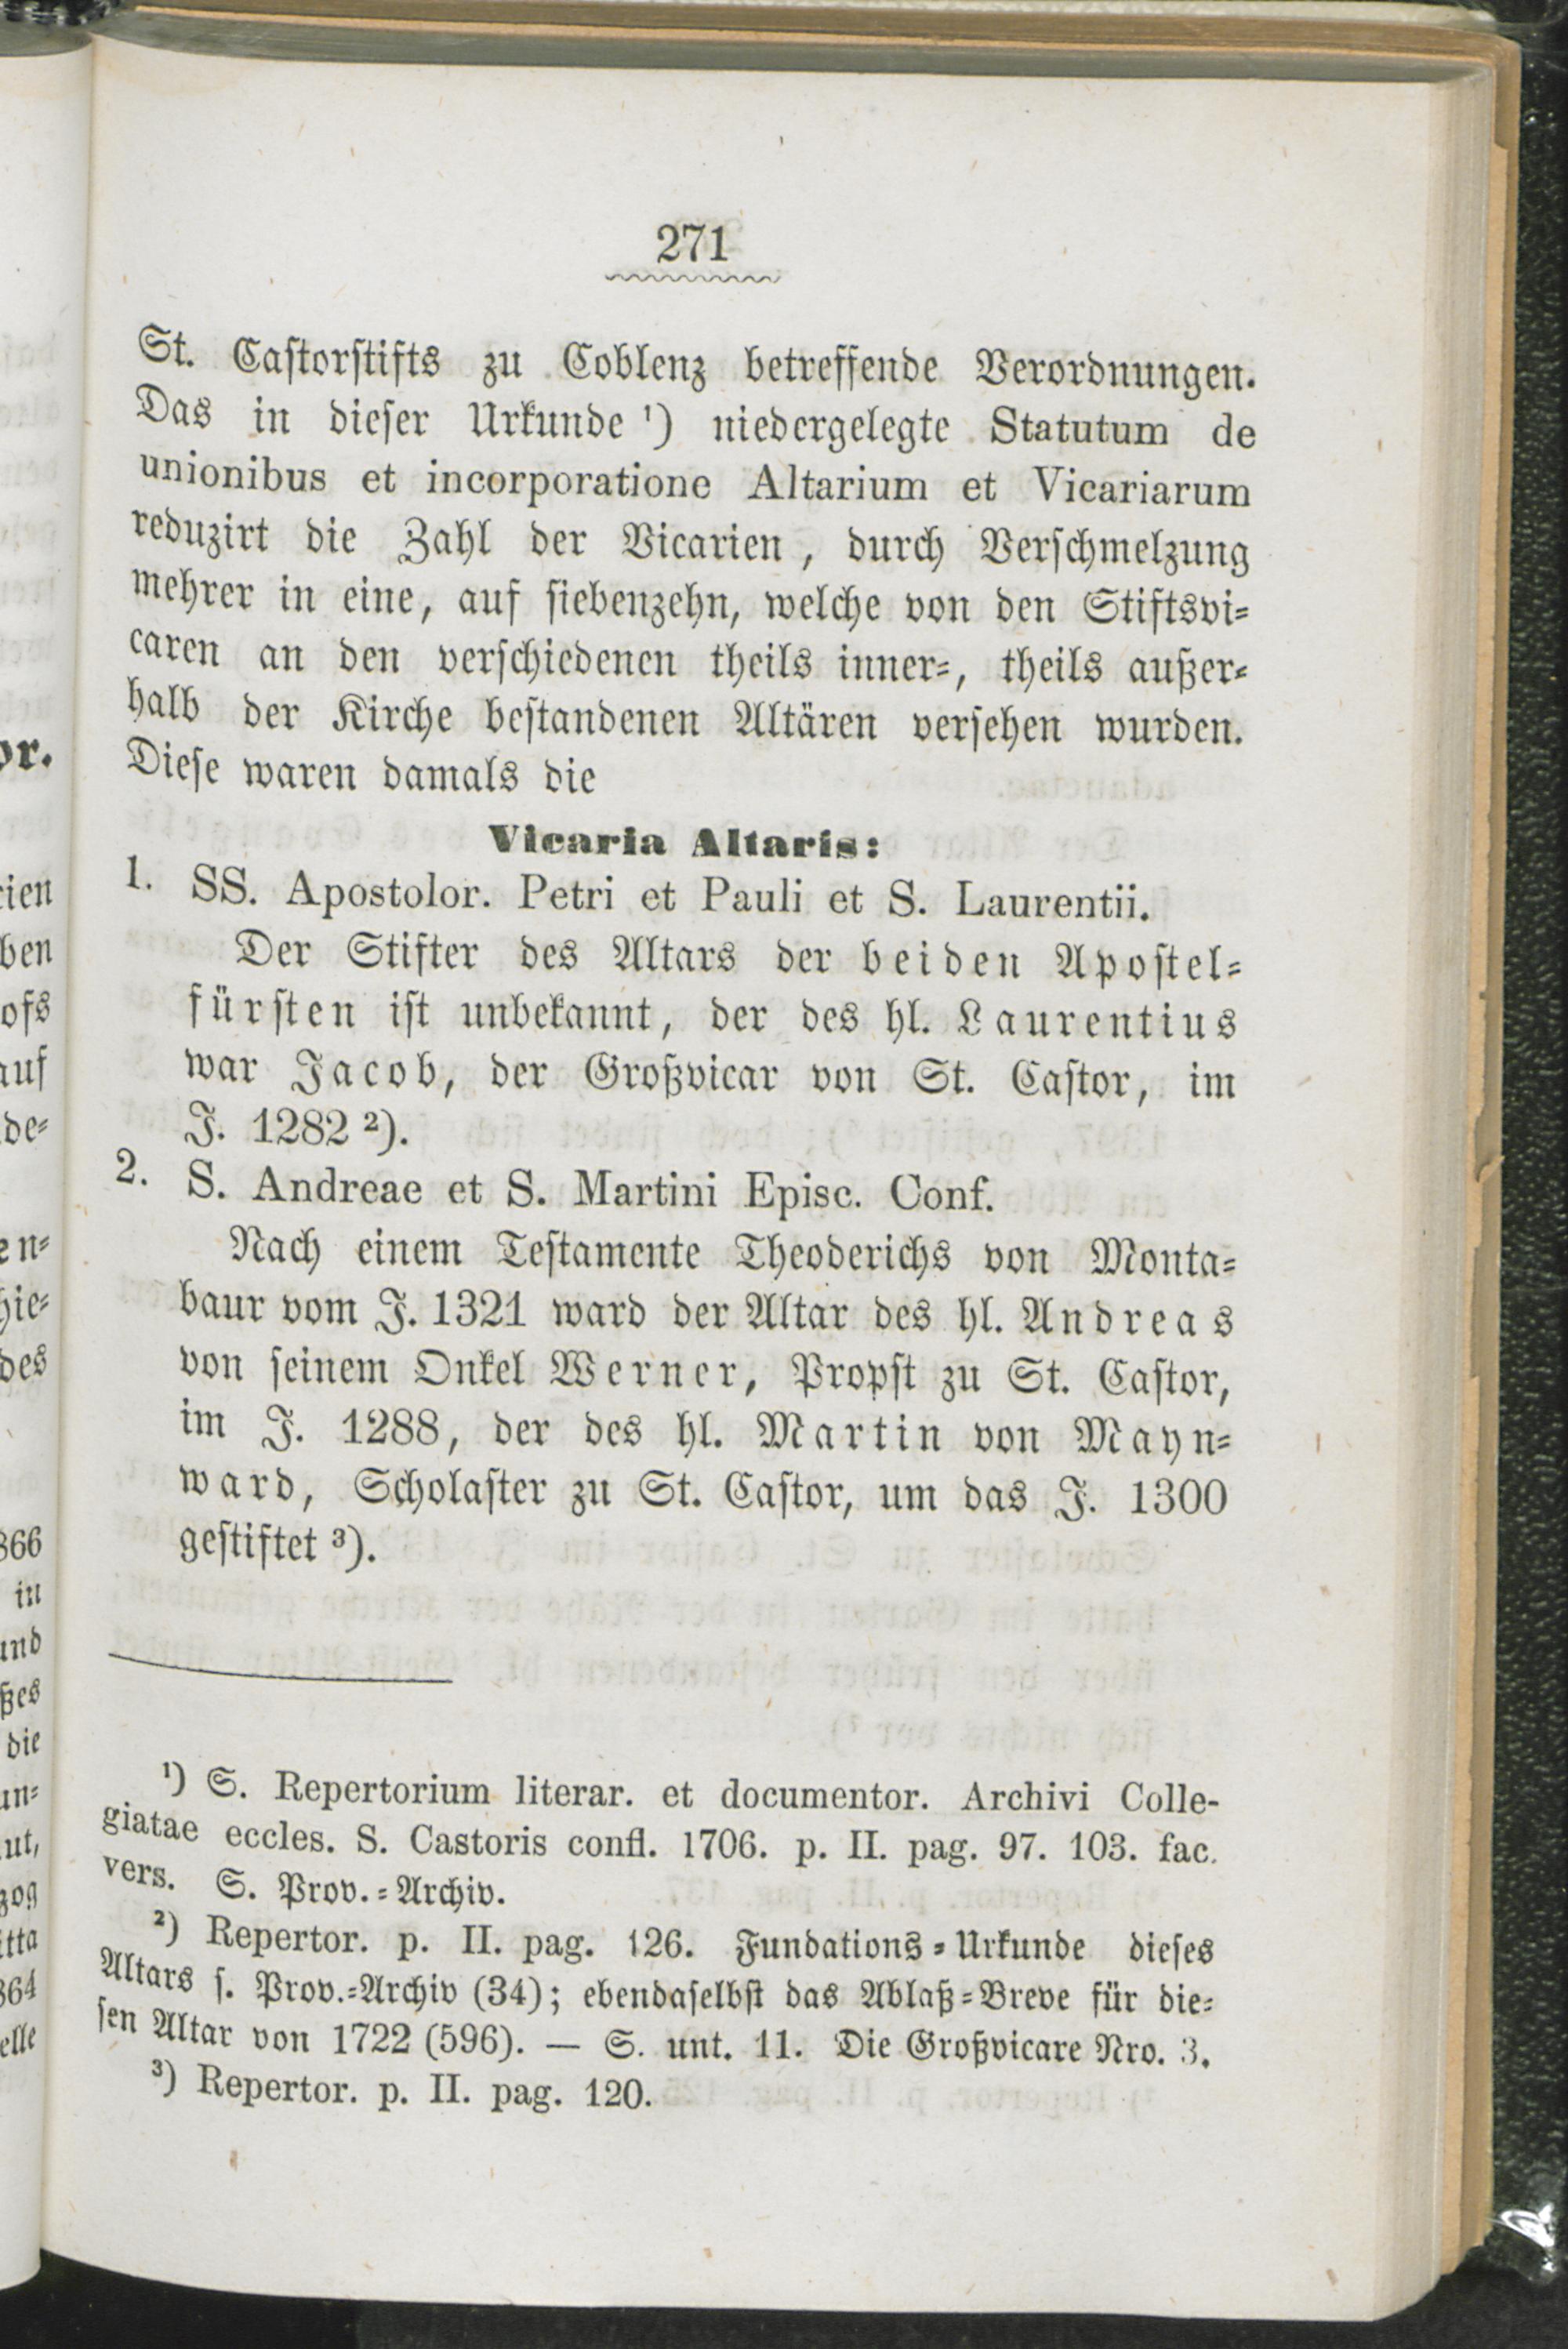 271
St. Castorstifts zu Coblenz betreffende Verordnungen.
Das in dieser Urkunde ¹) niedergelegte Statutum de
unionibus et incorporatione Altarium et Vicariarum
reduzirt die Zahl der Vicarien, durch Verschmelzung
mehrer in eine, auf siebenzehn, welche von den Stiftsvi-
caren an den verschiedenen theils inner-, theils außer-
halb der Kirche bestandenen Altären versehen wurden.
Diese waren damals die
Vicaria Altaris:
1. SS. Apostolor. Petri et Pauli et S. Laurentii.
Der Stifter des Altars der beiden Apostel-
fürsten ist unbekannt, der des hl. Laurentius
war Jacob, der Großvicar von St. Castor, im
J. 1282 ²).
2. S. Andreae et S. Martini Episc. Conf.
Nach einem Testamente Theoderichs von Monta-
baur vom J. 1321 ward der Altar des hl. Andreas
von seinem Onkel Werner, Propst zu St. Castor,
im J. 1288, der des hl. Martin von Mayn-
ward, Scholaster zu St. Castor, um das J. 1300
gestiftet ³).
¹) S. Repertorium literar. et documentor. Archivi Colle-
giatae eccles. S. Castoris confl. 1706. p. II. pag. 97. 103. fac.
vers. S. Prov.-Archiv.
²) Repertor. p. II. pag. 126. Fundations-Urkunde dieses
Altars s. Prov.-Archiv (34); ebendaselbst das Ablaß-Breve für die-
sen Altar von 1722 (596). — S. unt. 11. Die Großvicare Nro. 3.
³) Repertor. p. II. pag. 120.